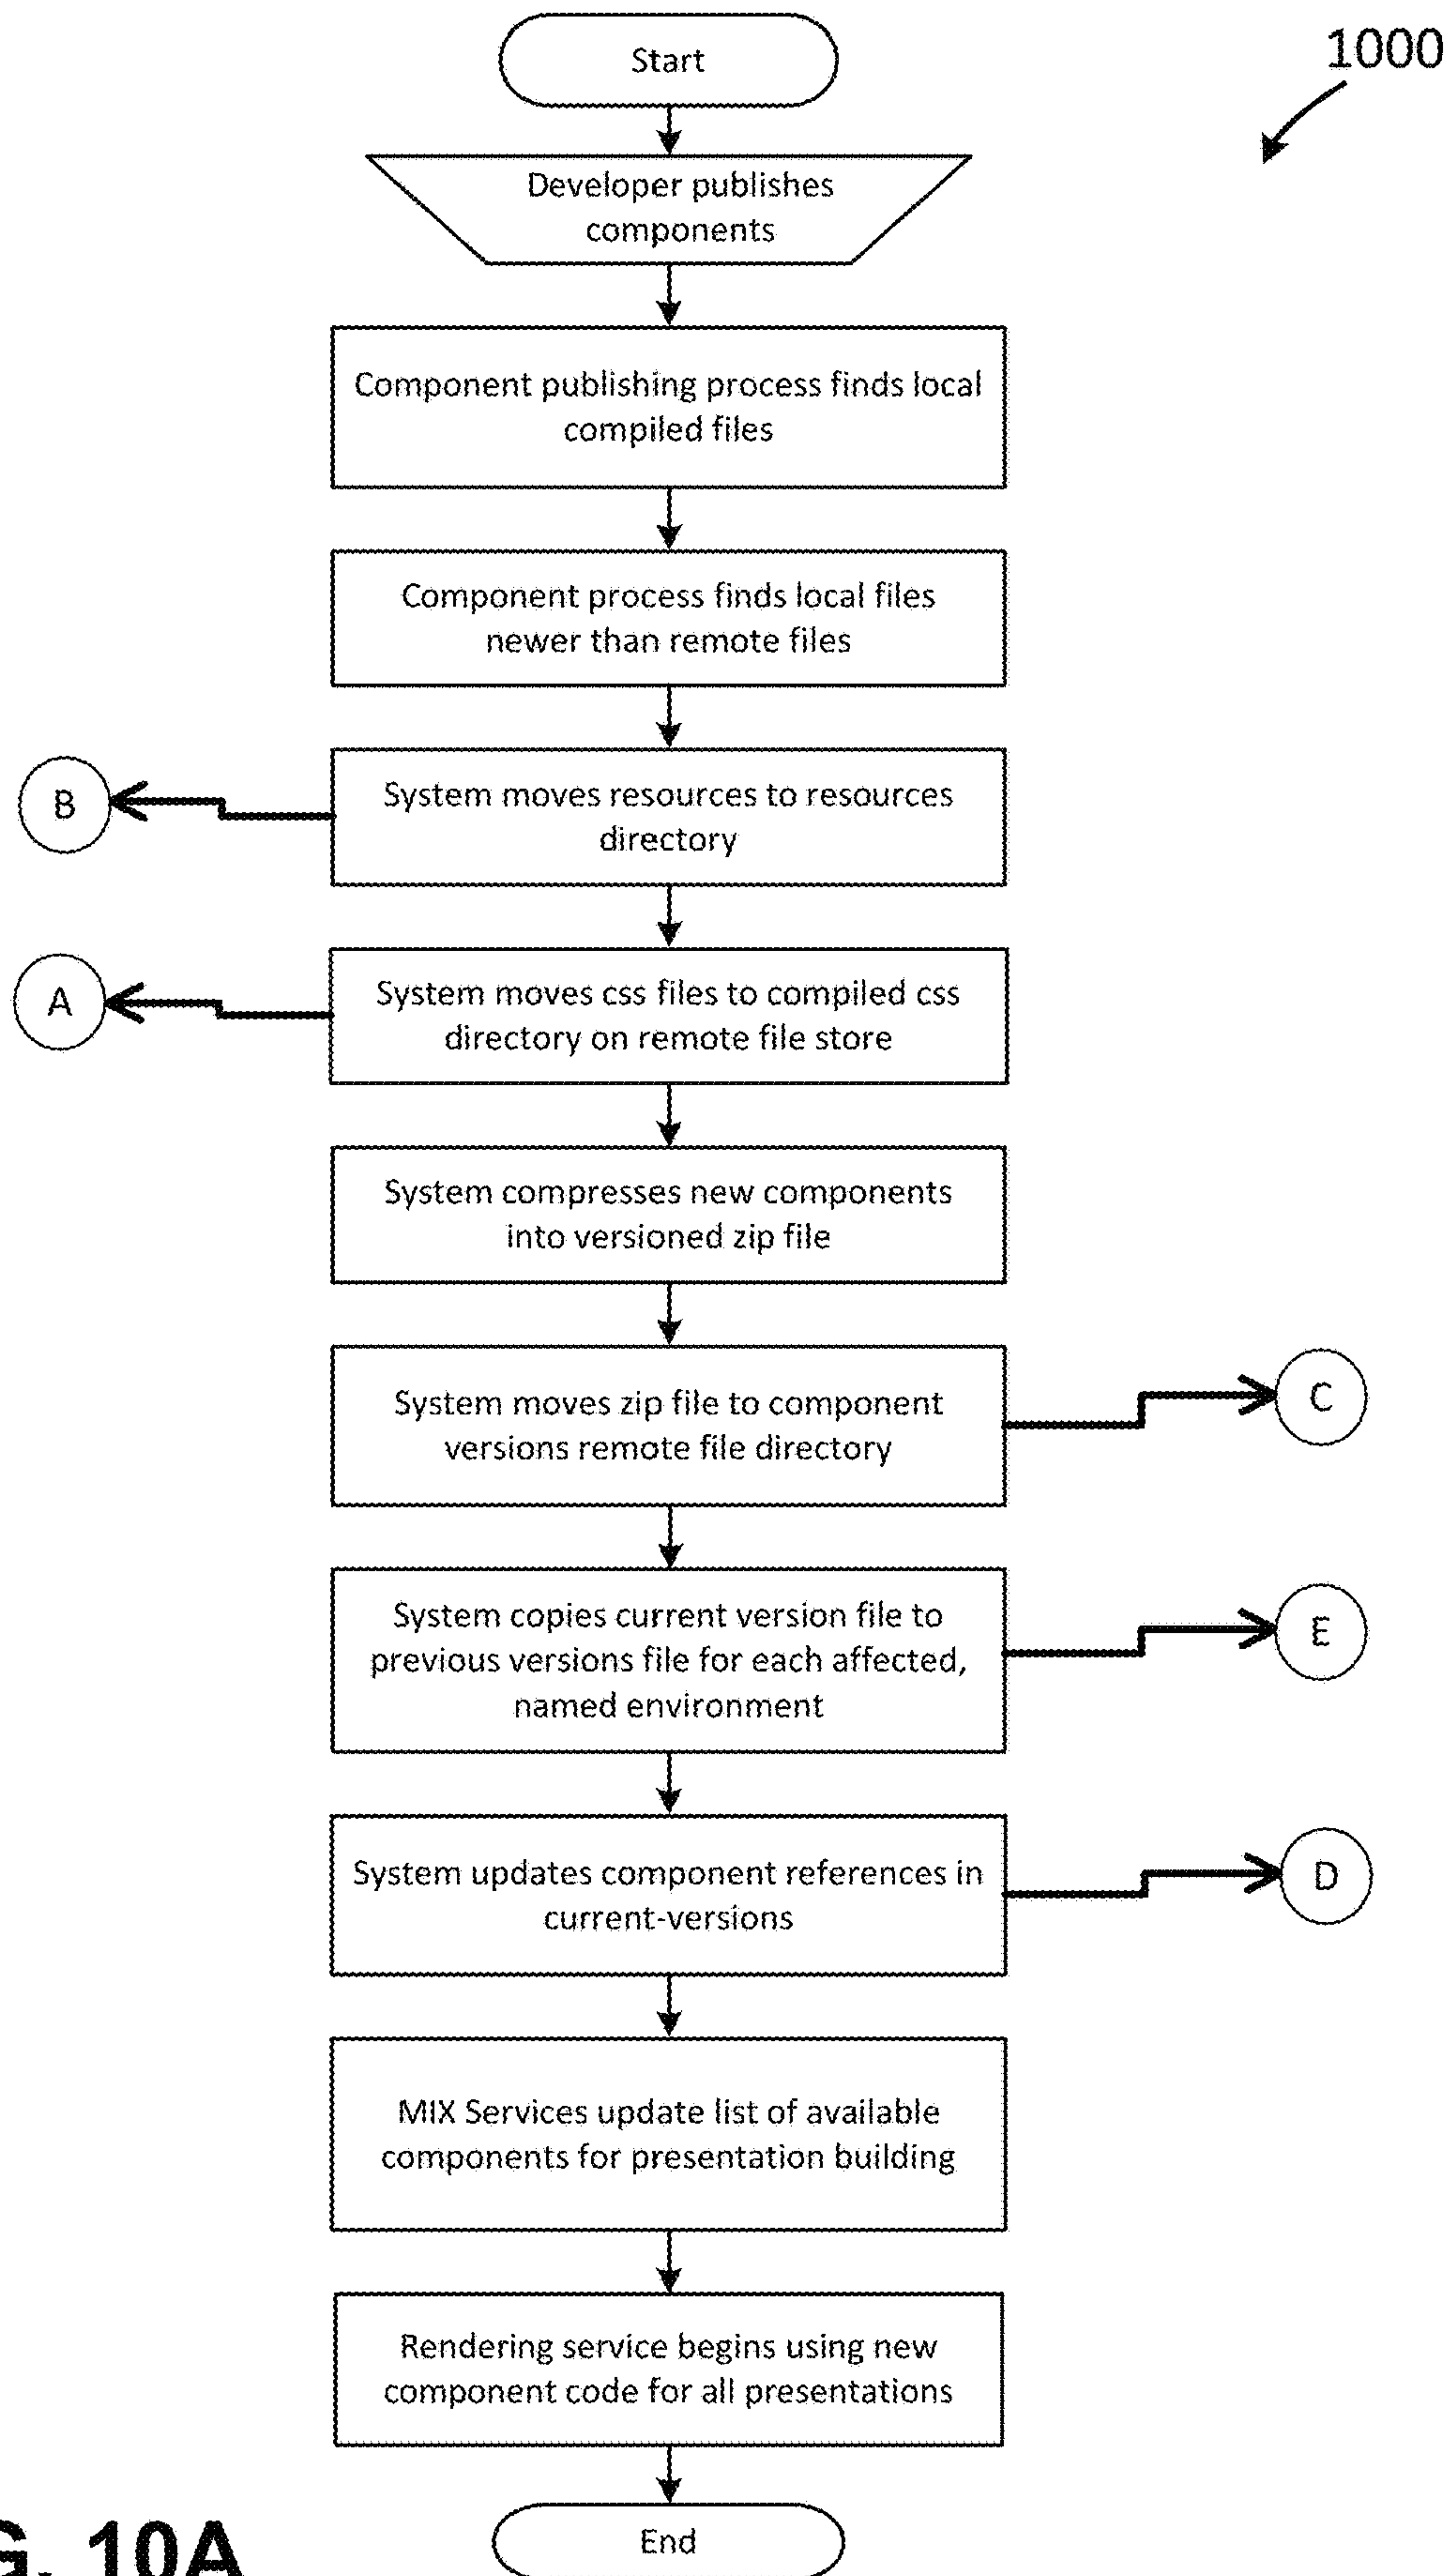 Start
1000
Developer publishes
components
Component publishing process finds local
compiled files
Component process finds local files
newer than remote files
B
System moves resources to resources
directory
A
System moves css files to compiled css
directory on remote file store
System compresses new components
into versioned zip file
System moves zip file to component
versions remote file directory
C
System copies current version file to
previous versions file for each affected,
named environment
E
System updates component references in
current-versions
D
MIX Services update list of available
components for presentation building
Rendering service begins using new
component code for all presentations
End
G. 10A